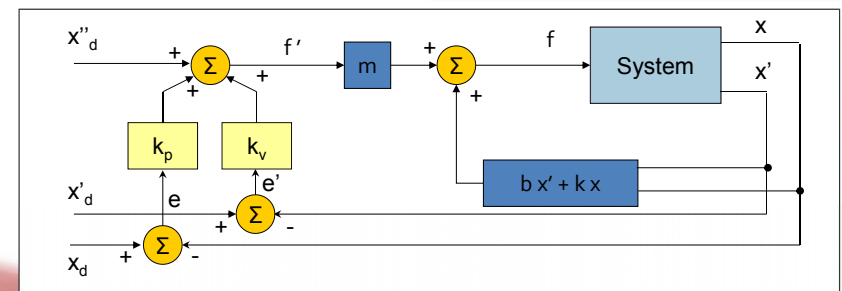 x''d
+
Σ
+
+
f ′
m
+
Σ
+
f
System
x
x'
kp
kv
b x′ + k x
x'd
e
e'
+
Σ
-
xd
+
Σ
-